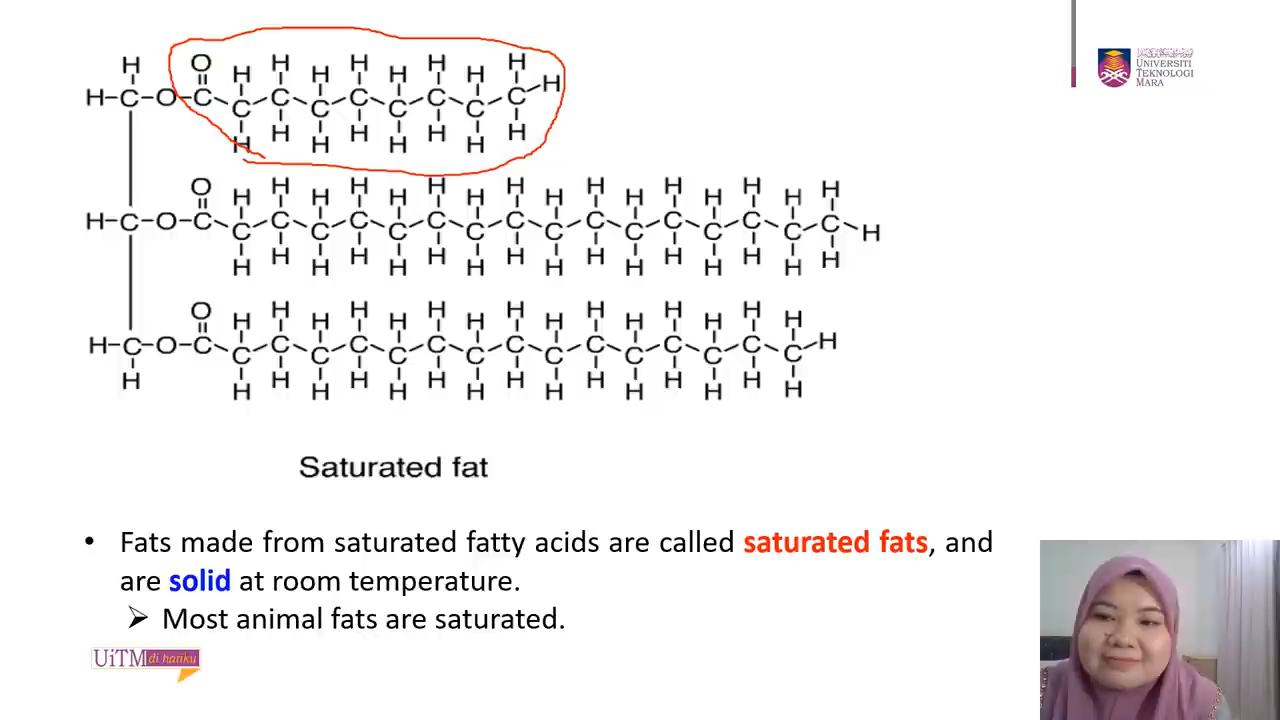 H O H H H H H H H H
H-C-O-C C C C C C C C C H
H H H H H H H H
O H H H H H H H H H H H H H H H H
H-C-O-C C C C C C C C C C C C C C C C C H
H H H H H H H H H H H H H H H H
O H H H H H H H H H H H H H H H
H-C-O-C C C C C C C C C C C C C C C C H
H H H H H H H H H H H H H H H H
Saturated fat
• Fats made from saturated fatty acids are called saturated fats, and
are solid at room temperature.
➢ Most animal fats are saturated.
UNIVERSITI
TEKNOLOGI
MARA
UiTM di hatiku